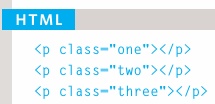 HTML
<p class="one"></p>
<p class="two"></p>
<p class="three"></p>